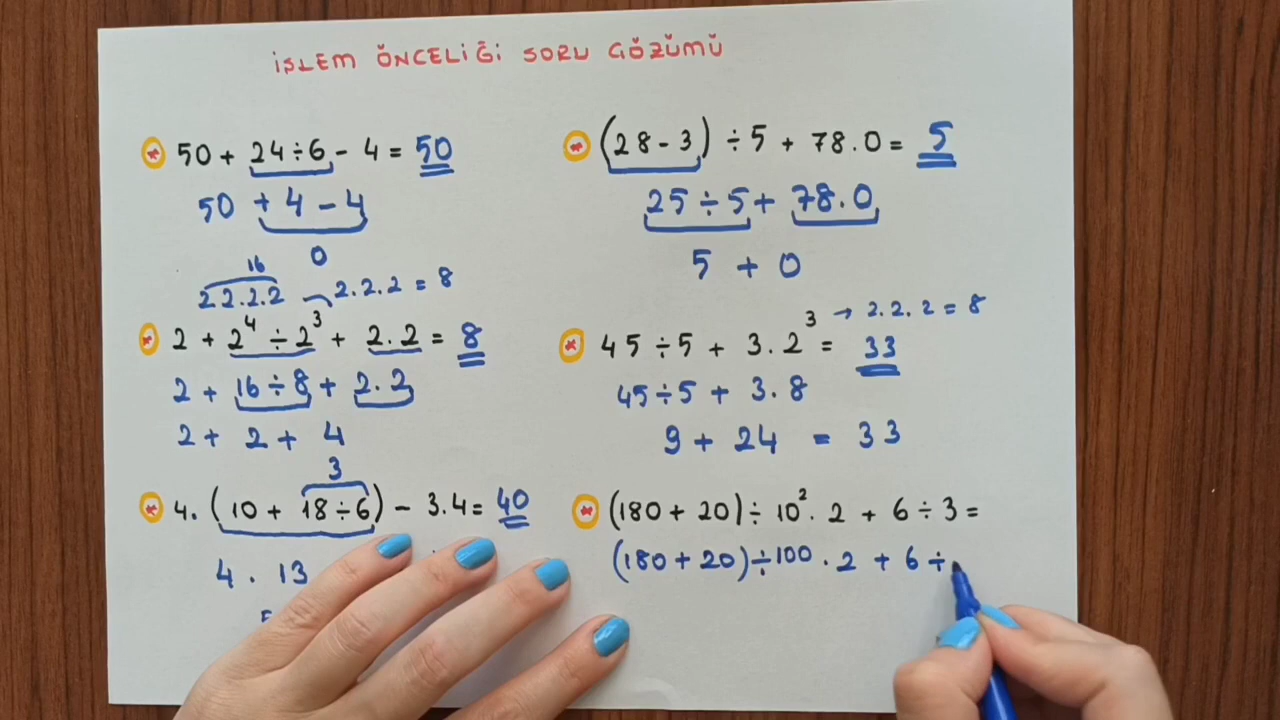 İŞLEM ÖNCELİĞİ SORU ÇÖZÜMÜ
50 + 24 ÷ 6 - 4 = 50
50 + 4 - 4
0
16
2.2.2.2 2.2.2 = 8
2 + 2⁴ ÷ 2³ + 2.2 = 8
2 + 16 ÷ 8 + 2.2
2 + 2 + 4
3
4. (10 + 18 ÷ 6) - 3.4 = 40
4 . 13
(28 - 3) ÷ 5 + 78.0 = 5
25 ÷ 5 + 78.0
5 + 0
→ 2.2.2 = 8
45 ÷ 5 + 3.2³ = 33
45 ÷ 5 + 3.8
9 + 24 = 33
(180 + 20) ÷ 10². 2 + 6 ÷ 3 =
(180 + 20) ÷ 100 . 2 + 6 ÷